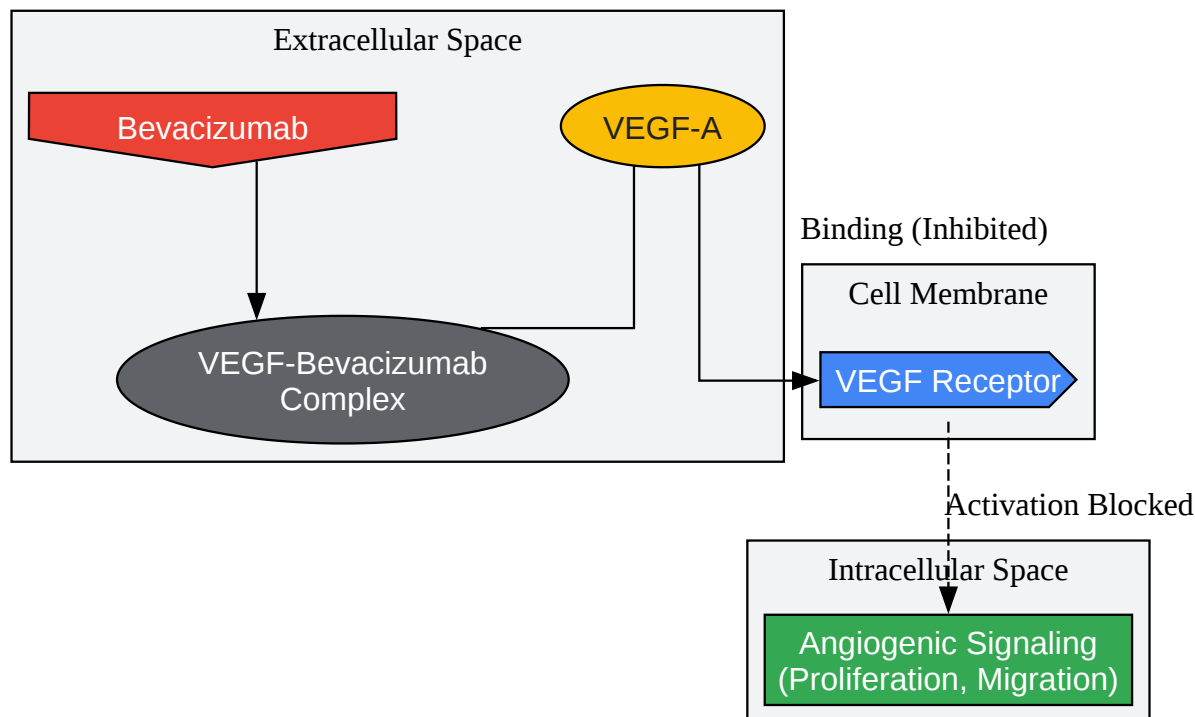 Extracellular Space
Bevacizumab
VEGF-A
Binding (Inhibited)
Cell Membrane
VEGF-Bevacizumab
Complex
VEGF Receptor
Activation Blocked
Intracellular Space
Angiogenic Signaling
(Proliferation, Migration)